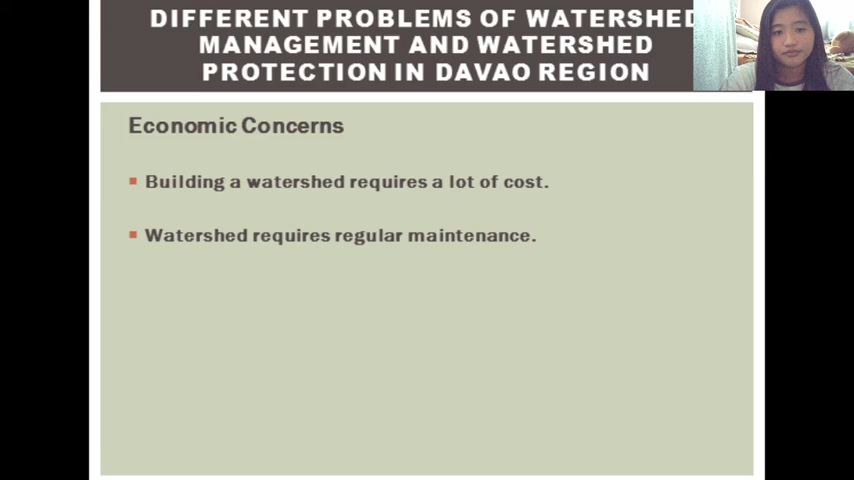 DIFFERENT PROBLEMS OF WATERSHED
MANAGEMENT AND WATERSHED
PROTECTION IN DAVAO REGION
Economic Concerns
Building a watershed requires a lot of cost.
Watershed requires regular maintenance.